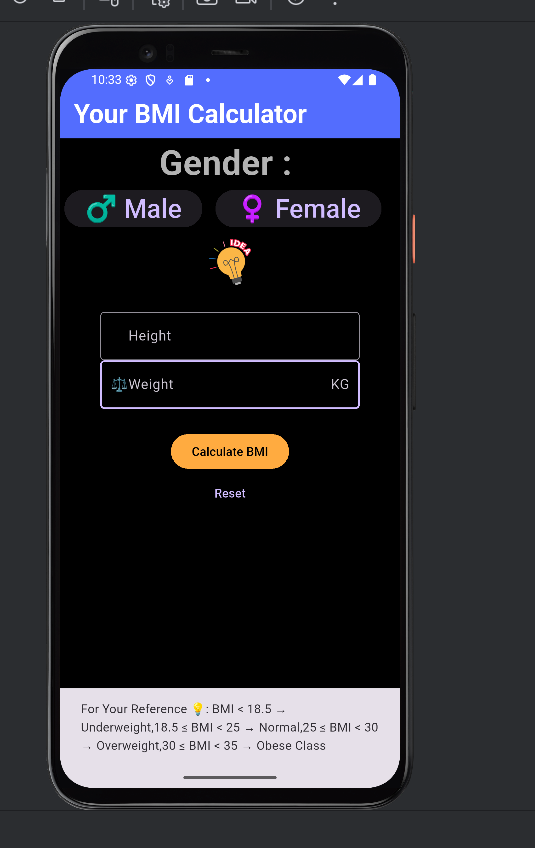 10:33
Your BMI Calculator
Gender :
♂ Male
♀ Female
IDEA
Height
⚖Weight KG
Calculate BMI
Reset
For Your Reference 💡: BMI < 18.5 →
Underweight,18.5 ≤ BMI < 25 → Normal,25 ≤ BMI < 30
→ Overweight,30 ≤ BMI < 35 → Obese Class